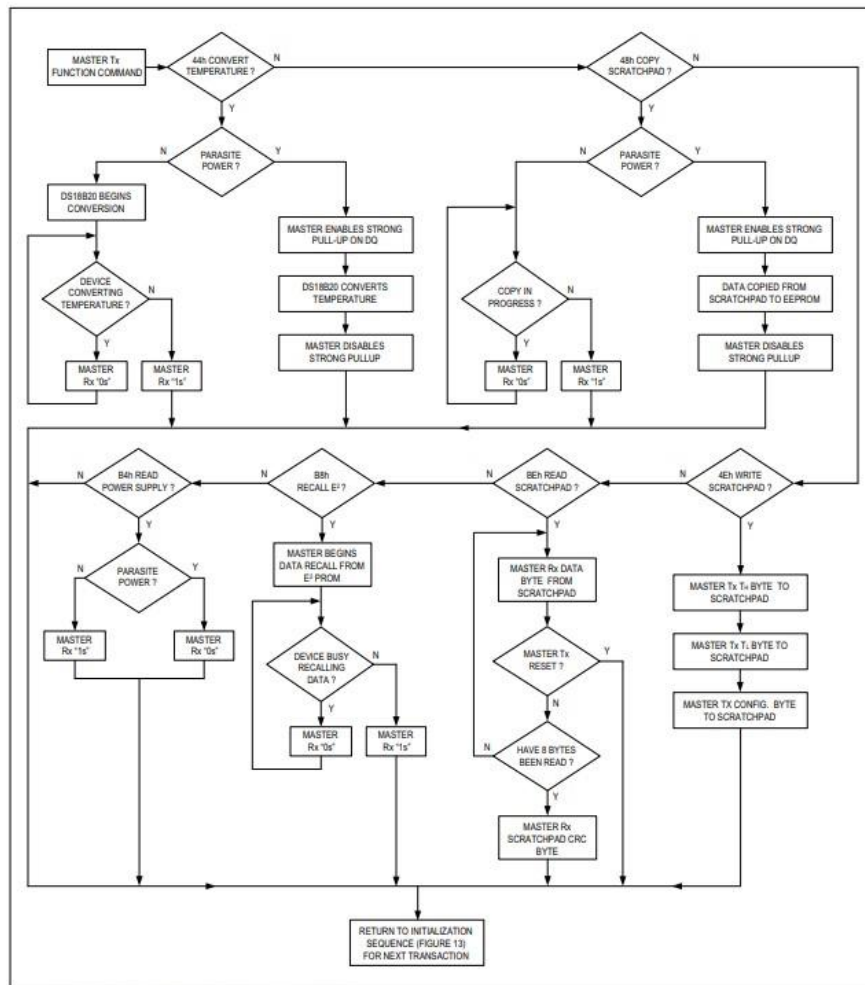 MASTER Tx
FUNCTION COMMAND
44h CONVERT
TEMPERATURE ?
N
Y
48h COPY
SCRATCHPAD ?
N
Y
N
PARASITE
POWER ?
Y
N
PARASITE
POWER ?
Y
DS18B20 BEGINS
CONVERSION
MASTER ENABLES STRONG
PULL-UP ON DQ
MASTER ENABLES STRONG
PULL-UP ON DQ
DEVICE
CONVERTING
TEMPERATURE ?
N
Y
DS18B20 CONVERTS
TEMPERATURE
COPY IN
PROGRESS ?
N
Y
DATA COPIED FROM
SCRATCHPAD TO EEPROM
MASTER
Rx "0s"
MASTER
Rx "1s"
MASTER DISABLES
STRONG PULLUP
MASTER
Rx "0s"
MASTER
Rx "1s"
MASTER DISABLES
STRONG PULLUP
N
B4h READ
POWER SUPPLY ?
Y
N
B8h
RECALL E² ?
Y
N
BEh READ
SCRATCHPAD ?
Y
N
4Eh WRITE
SCRATCHPAD ?
Y
N
PARASITE
POWER ?
Y
MASTER BEGINS
DATA RECALL FROM
E² PROM
MASTER Rx DATA
BYTE FROM
SCRATCHPAD
MASTER Tx TH BYTE TO
SCRATCHPAD
MASTER
Rx "1s"
MASTER
Rx "0s"
DEVICE BUSY
RECALLING
DATA ?
N
Y
MASTER Tx
RESET ?
Y
N
MASTER Tx TL BYTE TO
SCRATCHPAD
MASTER
Rx "0s"
MASTER
Rx "1s"
N
HAVE 8 BYTES
BEEN READ ?
Y
MASTER TX CONFIG. BYTE
TO SCRATCHPAD
MASTER Rx
SCRATCHPAD CRC
BYTE
RETURN TO INITIALIZATION
SEQUENCE (FIGURE 13)
FOR NEXT TRANSACTION